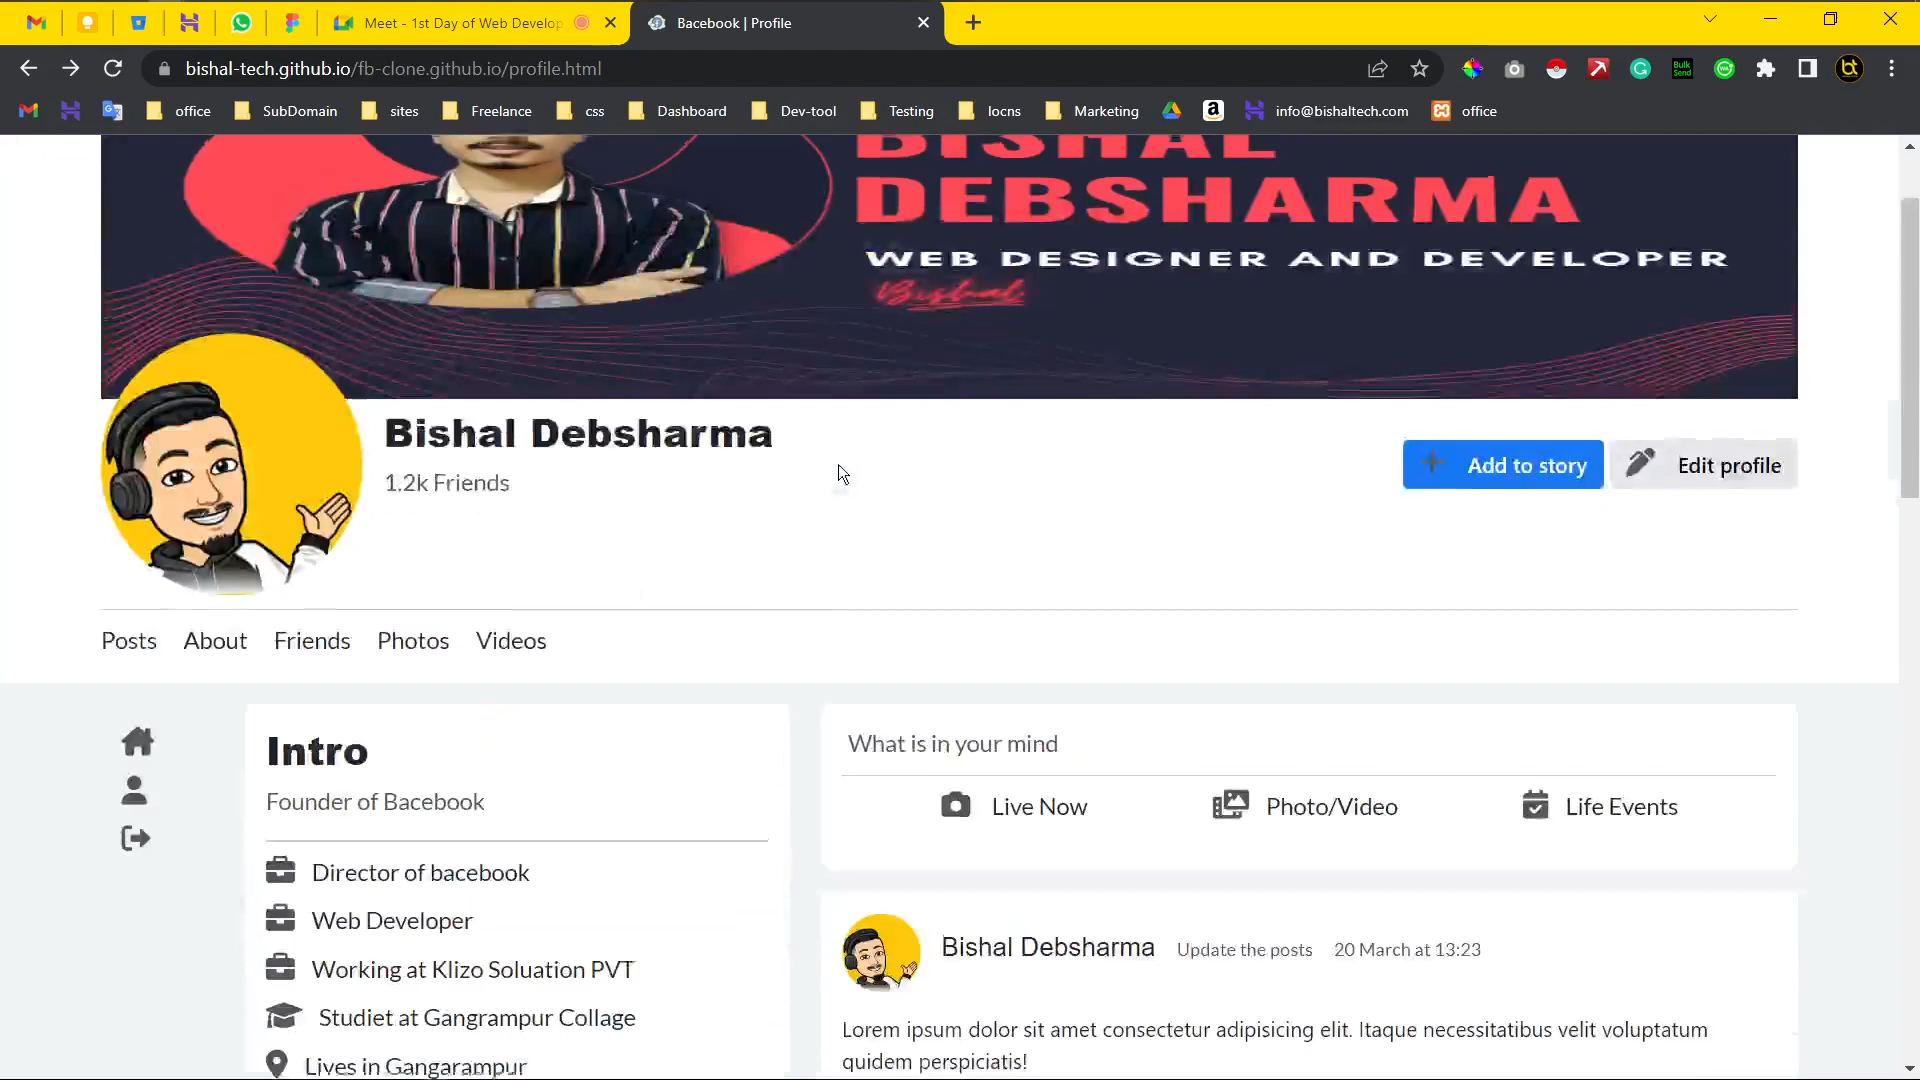 Meet - 1st Day of Web Develop
Bacebook | Profile
bishal-tech.github.io/fb-clone.github.io/profile.html
office
SubDomain
sites
Freelance
css
Dashboard
Dev-tool
Testing
locns
Marketing
info@bishaltech.com
office
BISHAL
DEBSHARMA
WEB DESIGNER AND DEVELOPER
Bishal
Bishal Debsharma
1.2k Friends
Add to story
Edit profile
Posts
About
Friends
Photos
Videos
Intro
Founder of Bacebook
Director of bacebook
Web Developer
Working at Klizo Soluation PVT
Studiet at Gangrampur Collage
Lives in Gangarampur
What is in your mind
Live Now
Photo/Video
Life Events
Bishal Debsharma Update the posts 20 March at 13:23
Lorem ipsum dolor sit amet consectetur adipisicing elit. Itaque necessitatibus velit voluptatum
quidem perspiciatis!